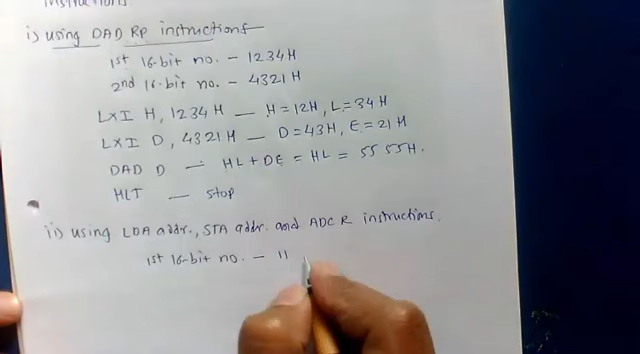 instructions.
i) using DAD RP instructions
1st 16-bit no. - 1234H
2nd 16-bit no. - 4321H
LXI H, 1234H — H=12H, L=34H
LXI D, 4321H — D=43H, E=21H
DAD D — HL+DE = HL = 5555H.
HLT — stop
ii) using LDA addr., STA addr. and ADC R instructions.
1st 16-bit no. - 11